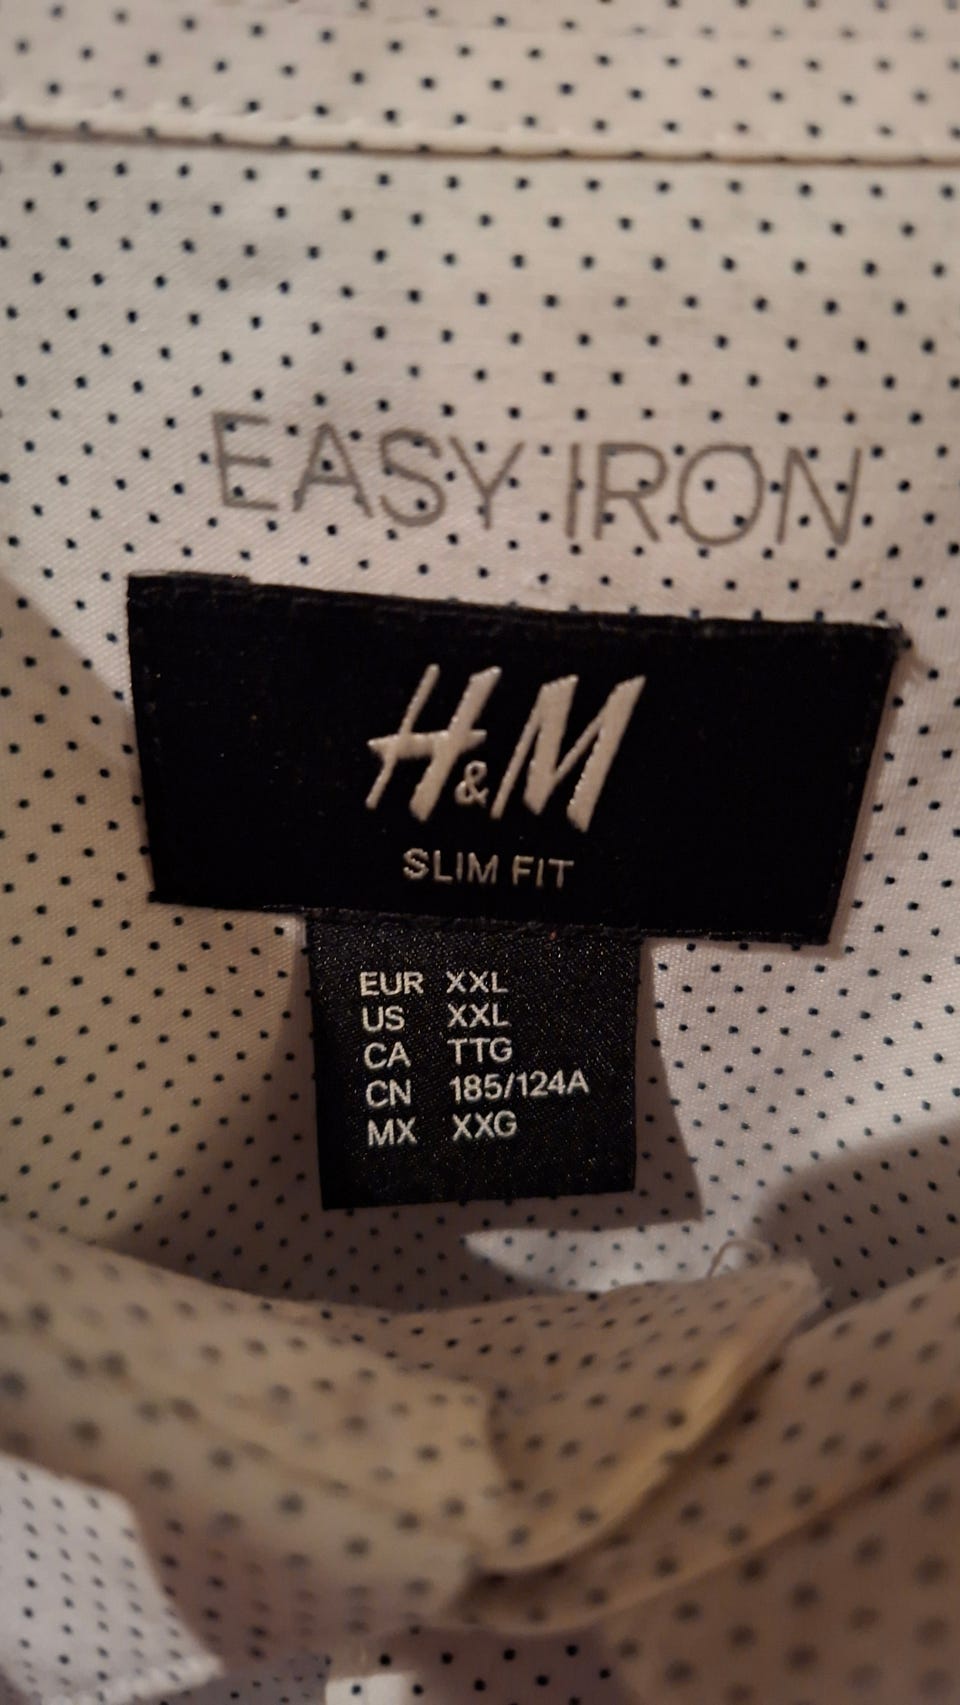 EASY IRON
H&M
SLIM FIT
EUR XXL
US XXL
CA TTG
CN 185/124A
MX XXG